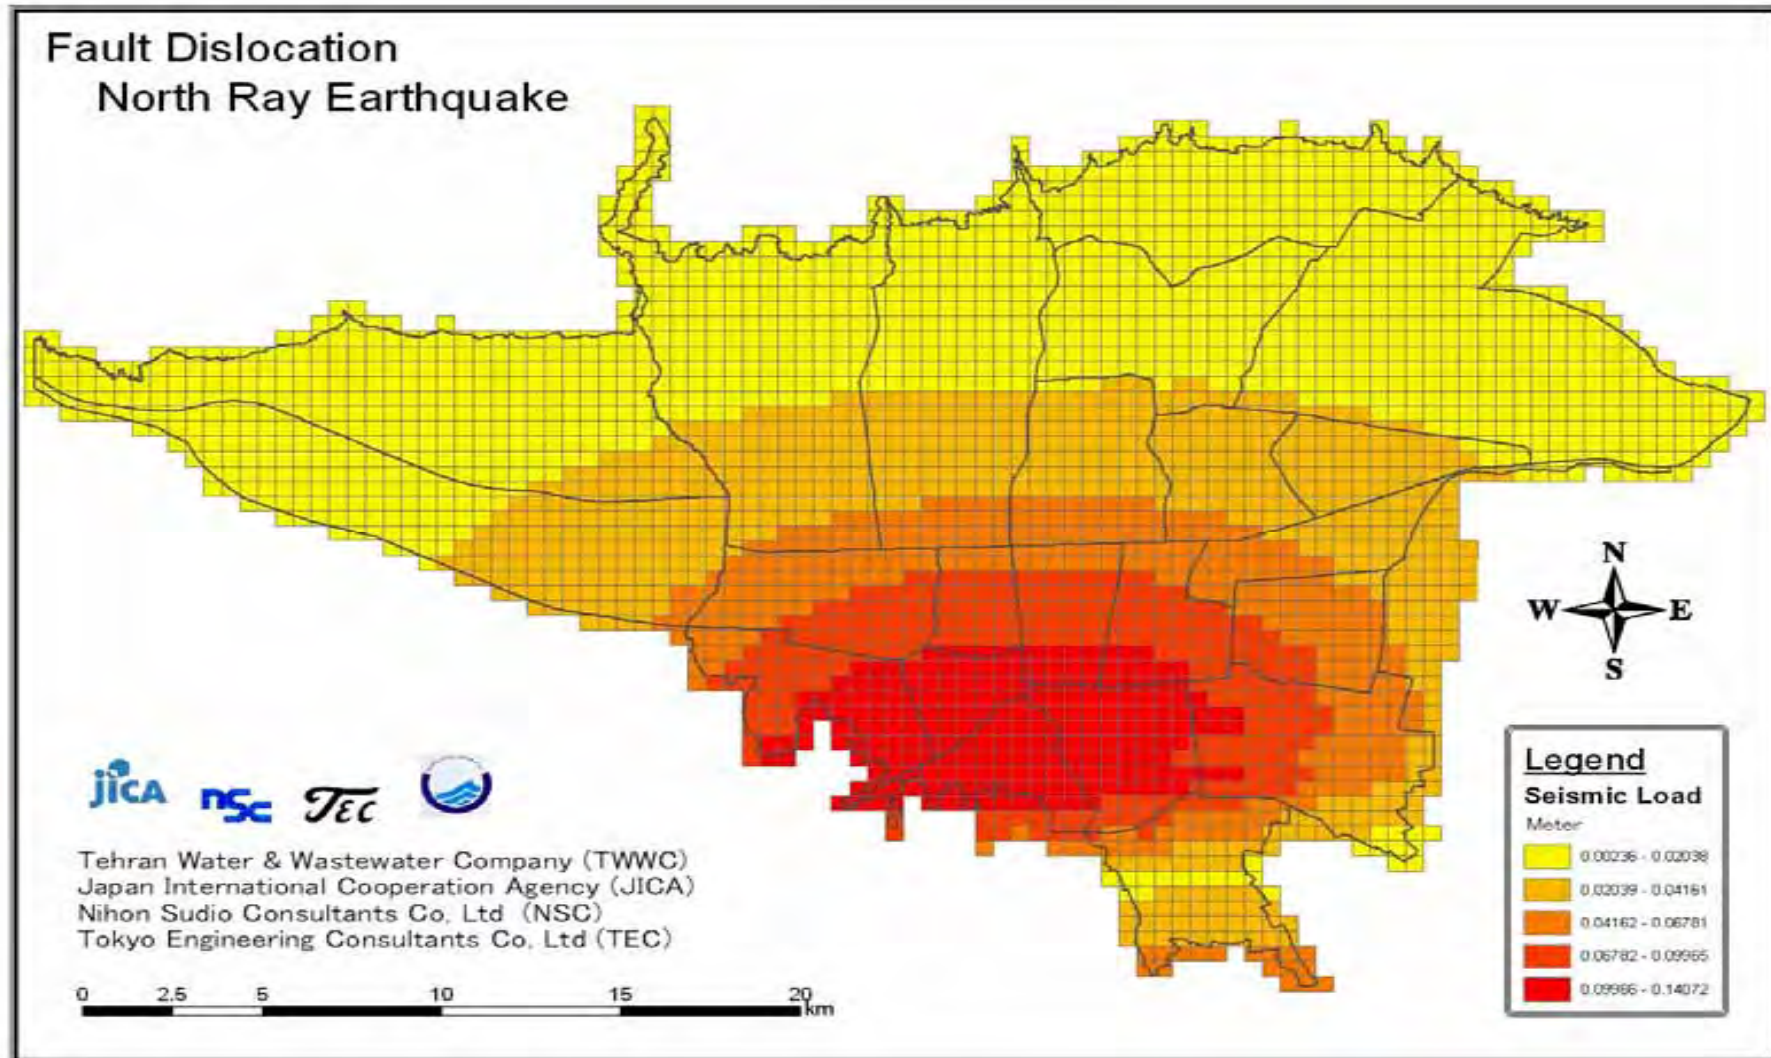 Fault Dislocation
North Ray Earthquake
N
W E
S
jICA
nsc
TEC
Tehran Water & Wastewater Company (TWWC)
Japan International Cooperation Agency (JICA)
Nihon Sudio Consultants Co, Ltd (NSC)
Tokyo Engineering Consultants Co, Ltd (TEC)
0 2.5 5 10 15 20 km
Legend
Seismic Load
Meter
0.00236 - 0.02038
0.02039 - 0.04161
0.04162 - 0.06781
0.06782 - 0.09965
0.09966 - 0.14072